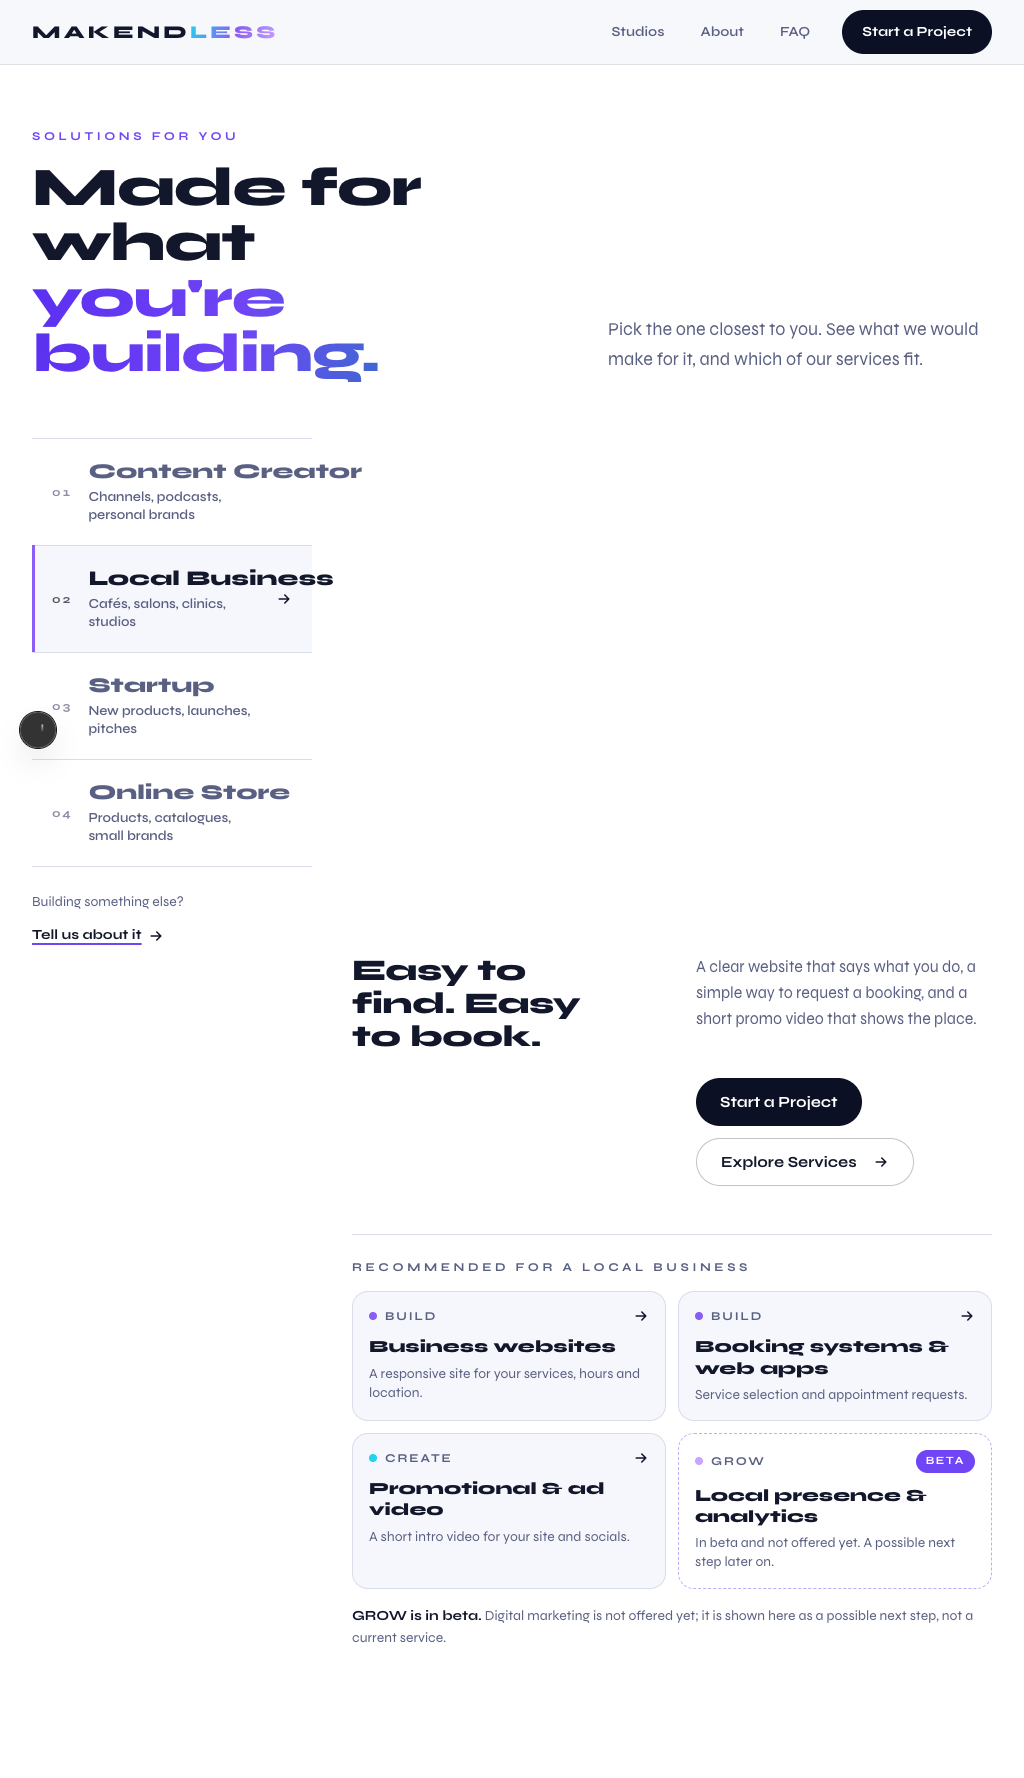 MAKENDLESS
Studios
About
FAQ
Start a Project
SOLUTIONS FOR YOU
Made for
what
you're
building.
Pick the one closest to you. See what we would
make for it, and which of our services fit.
01
Content Creator
Channels, podcasts,
personal brands
02
Local Business
Cafés, salons, clinics,
studios
03
Startup
New products, launches,
pitches
04
Online Store
Products, catalogues,
small brands
Building something else?
Tell us about it →
Easy to
find. Easy
to book.
A clear website that says what you do, a
simple way to request a booking, and a
short promo video that shows the place.
Start a Project
Explore Services →
RECOMMENDED FOR A LOCAL BUSINESS
BUILD
Business websites
A responsive site for your services, hours and
location.
BUILD
Booking systems &
web apps
Service selection and appointment requests.
CREATE
Promotional & ad
video
A short intro video for your site and socials.
GROW
BETA
Local presence &
analytics
In beta and not offered yet. A possible next
step later on.
GROW is in beta. Digital marketing is not offered yet; it is shown here as a possible next step, not a
current service.